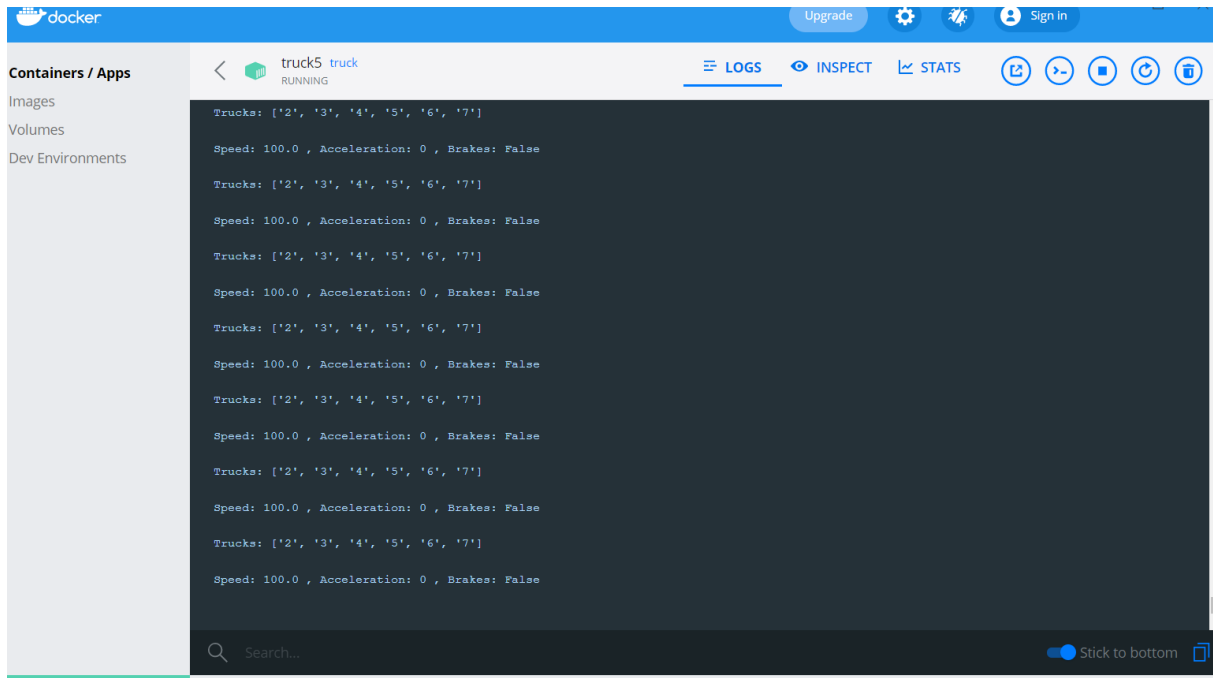 docker
Upgrade
Sign in
Containers / Apps
Images
Volumes
Dev Environments
truck5 truck
RUNNING
LOGS
INSPECT
STATS
Trucks: ['2', '3', '4', '5', '6', '7']
Speed: 100.0 , Acceleration: 0 , Brakes: False
Trucks: ['2', '3', '4', '5', '6', '7']
Speed: 100.0 , Acceleration: 0 , Brakes: False
Trucks: ['2', '3', '4', '5', '6', '7']
Speed: 100.0 , Acceleration: 0 , Brakes: False
Trucks: ['2', '3', '4', '5', '6', '7']
Speed: 100.0 , Acceleration: 0 , Brakes: False
Trucks: ['2', '3', '4', '5', '6', '7']
Speed: 100.0 , Acceleration: 0 , Brakes: False
Trucks: ['2', '3', '4', '5', '6', '7']
Speed: 100.0 , Acceleration: 0 , Brakes: False
Trucks: ['2', '3', '4', '5', '6', '7']
Speed: 100.0 , Acceleration: 0 , Brakes: False
Search...
Stick to bottom